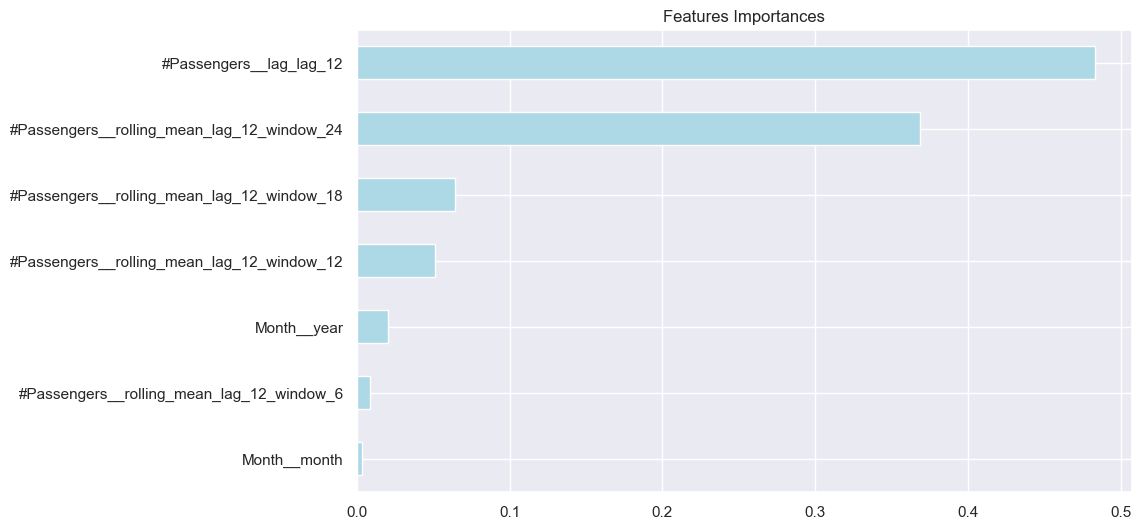 Features Importances
#Passengers__lag_lag_12
#Passengers__rolling_mean_lag_12_window_24
#Passengers__rolling_mean_lag_12_window_18
#Passengers__rolling_mean_lag_12_window_12
Month__year
#Passengers__rolling_mean_lag_12_window_6
Month__month
0.0 0.1 0.2 0.3 0.4 0.5